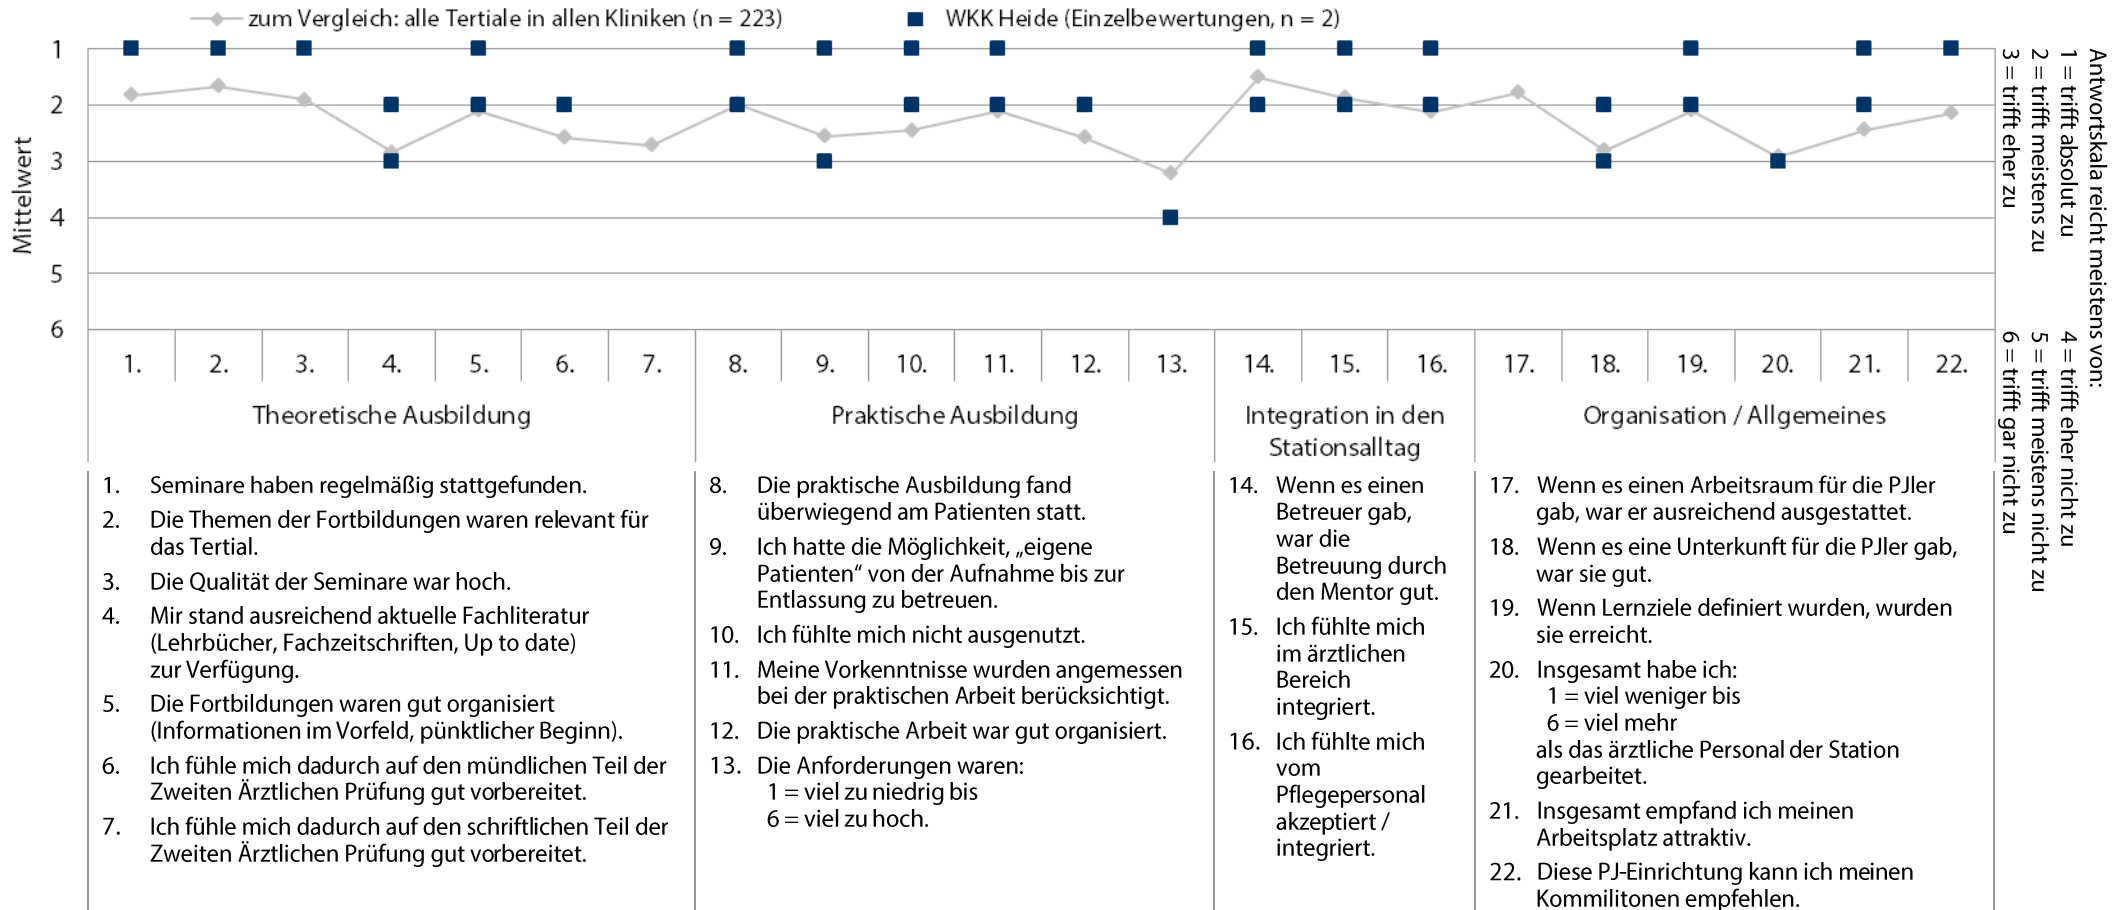 zum Vergleich: alle Tertiale in allen Kliniken (n = 223)
WKK Heide (Einzelbewertungen, n = 2)
Mittelwert
1
2
3
4
5
6
1. 2. 3. 4. 5. 6. 7. 8. 9. 10. 11. 12. 13. 14. 15. 16. 17. 18. 19. 20. 21. 22.
Theoretische Ausbildung
Praktische Ausbildung
Integration in den
Stationsalltag
Organisation / Allgemeines
Antwortskala reicht meistens von:
1 = trifft absolut zu
2 = trifft meistens zu
3 = trifft eher zu
4 = trifft eher nicht zu
5 = trifft meistens nicht zu
6 = trifft gar nicht zu
1. Seminare haben regelmäßig stattgefunden.
2. Die Themen der Fortbildungen waren relevant für
das Tertial.
3. Die Qualität der Seminare war hoch.
4. Mir stand ausreichend aktuelle Fachliteratur
(Lehrbücher, Fachzeitschriften, Up to date)
zur Verfügung.
5. Die Fortbildungen waren gut organisiert
(Informationen im Vorfeld, pünktlicher Beginn).
6. Ich fühle mich dadurch auf den mündlichen Teil der
Zweiten Ärztlichen Prüfung gut vorbereitet.
7. Ich fühle mich dadurch auf den schriftlichen Teil der
Zweiten Ärztlichen Prüfung gut vorbereitet.
8. Die praktische Ausbildung fand
überwiegend am Patienten statt.
9. Ich hatte die Möglichkeit, „eigene
Patienten“ von der Aufnahme bis zur
Entlassung zu betreuen.
10. Ich fühlte mich nicht ausgenutzt.
11. Meine Vorkenntnisse wurden angemessen
bei der praktischen Arbeit berücksichtigt.
12. Die praktische Arbeit war gut organisiert.
13. Die Anforderungen waren:
1 = viel zu niedrig bis
6 = viel zu hoch.
14. Wenn es einen
Betreuer gab,
war die
Betreuung durch
den Mentor gut.
15. Ich fühlte mich
im ärztlichen
Bereich
integriert.
16. Ich fühlte mich
vom
Pflegepersonal
akzeptiert /
integriert.
17. Wenn es einen Arbeitsraum für die PJler
gab, war er ausreichend ausgestattet.
18. Wenn es eine Unterkunft für die PJler gab,
war sie gut.
19. Wenn Lernziele definiert wurden, wurden
sie erreicht.
20. Insgesamt habe ich:
1 = viel weniger bis
6 = viel mehr
als das ärztliche Personal der Station
gearbeitet.
21. Insgesamt empfand ich meinen
Arbeitsplatz attraktiv.
22. Diese PJ-Einrichtung kann ich meinen
Kommilitonen empfehlen.